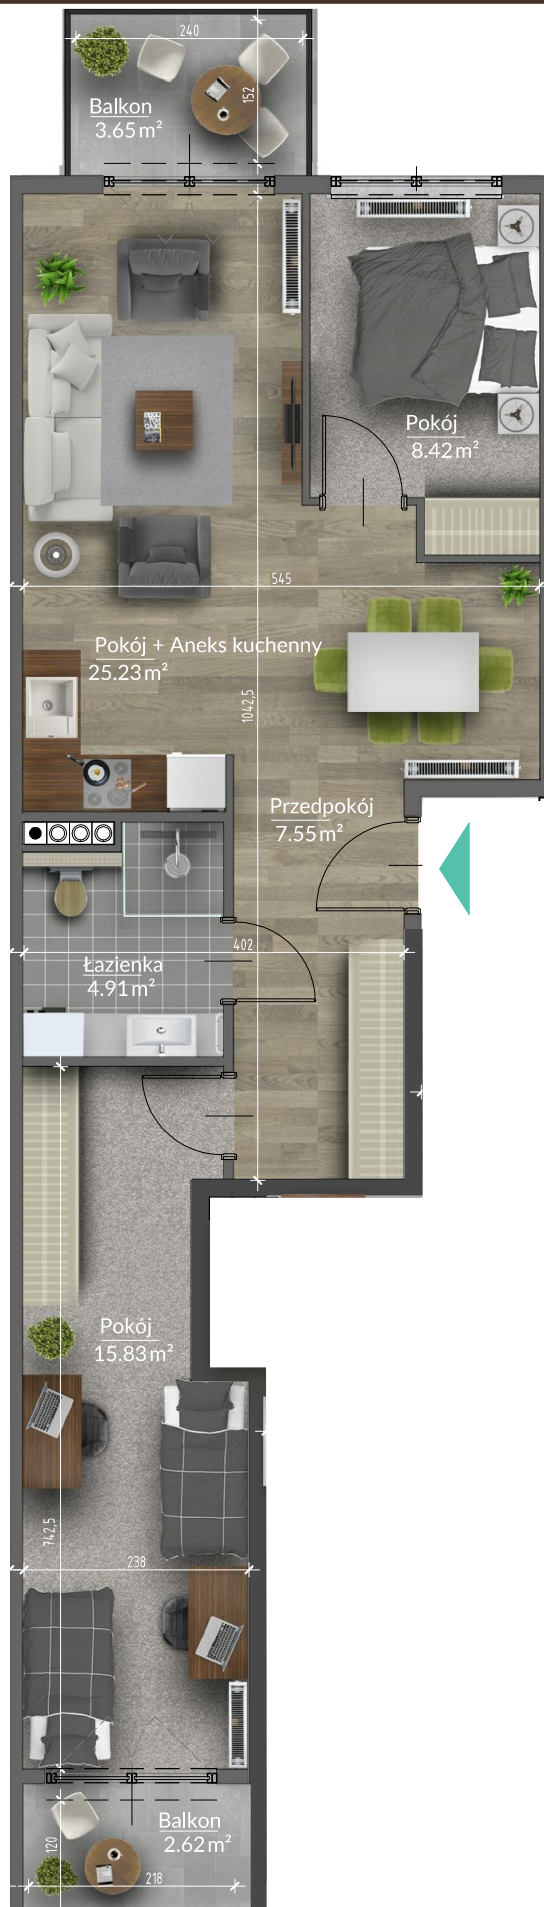 240
152
Balkon
3.65 m²
Pokój
8.42 m²
545
Pokój + Aneks kuchenny
25.23 m²
1042,5
Przedpokój
7.55 m²
402
Łazienka
4.91 m²
Pokój
15.83 m²
742,5
238
Balkon
2.62 m²
120
218